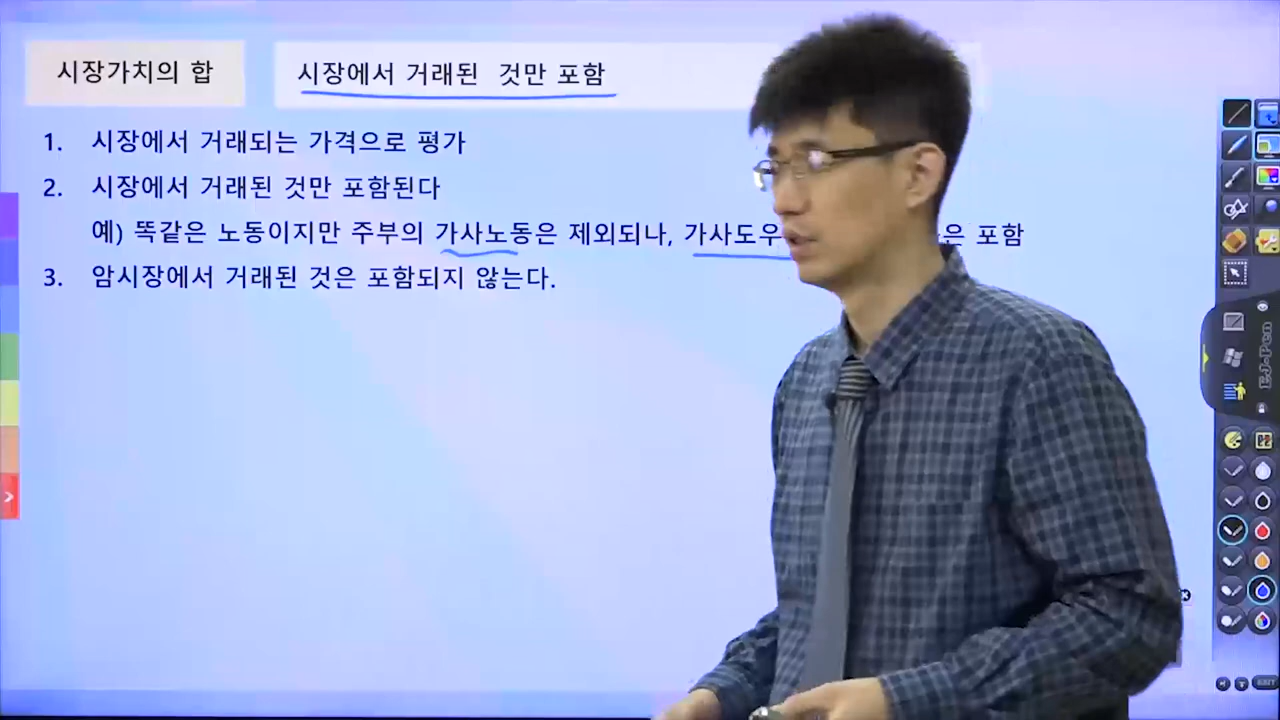 시장가치의 합
시장에서 거래된 것만 포함
1. 시장에서 거래되는 가격으로 평가
2. 시장에서 거래된 것만 포함된다
예) 똑같은 노동이지만 주부의 가사노동은 제외되나, 가사도우 은 포함
3. 암시장에서 거래된 것은 포함되지 않는다.
EJ-Pen
EXIT